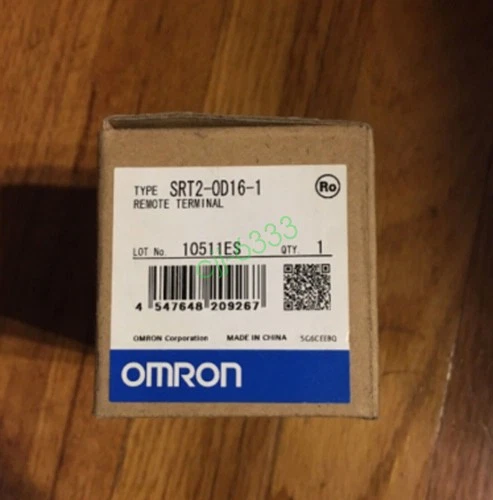 TYPE SRT2-OD16-1
REMOTE TERMINAL
Ro
LOT No. 10511ES QTY. 1
4 547648 209267
OMRON Corporation MADE IN CHINA
OMRON